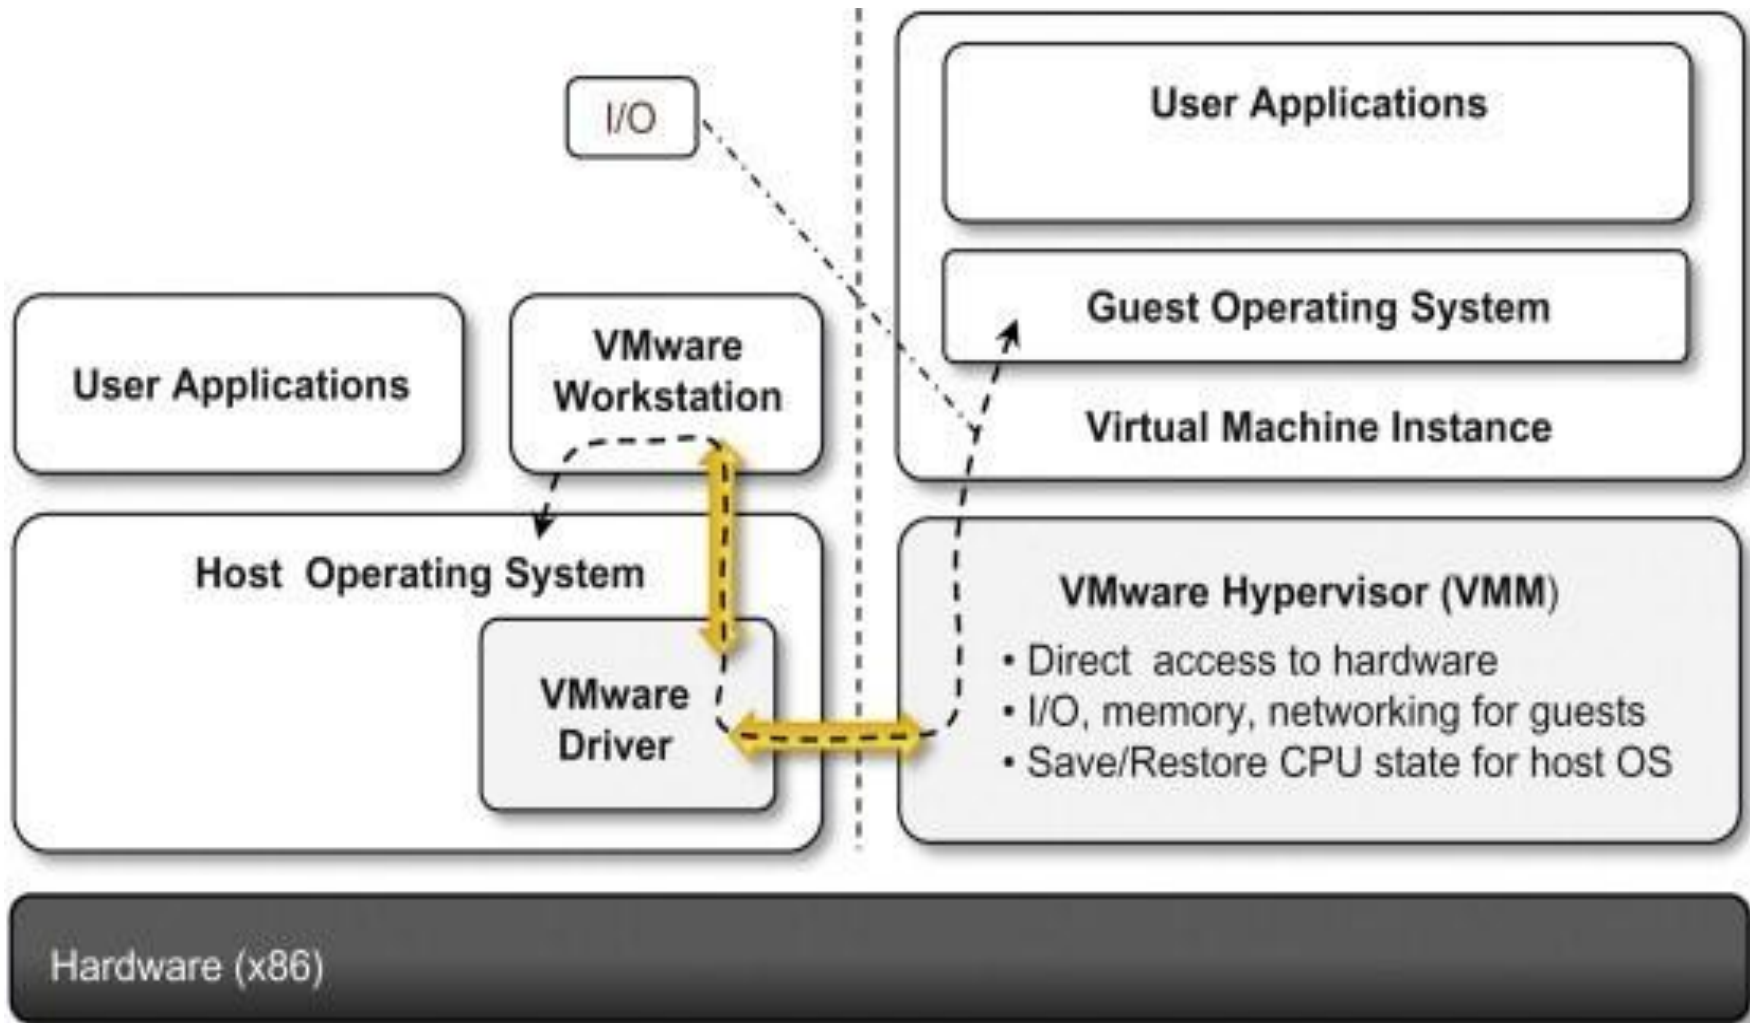 I/O
User Applications
VMware
Workstation
Host Operating System
VMware
Driver
User Applications
Guest Operating System
Virtual Machine Instance
VMware Hypervisor (VMM)
• Direct access to hardware
• I/O, memory, networking for guests
• Save/Restore CPU state for host OS
Hardware (x86)